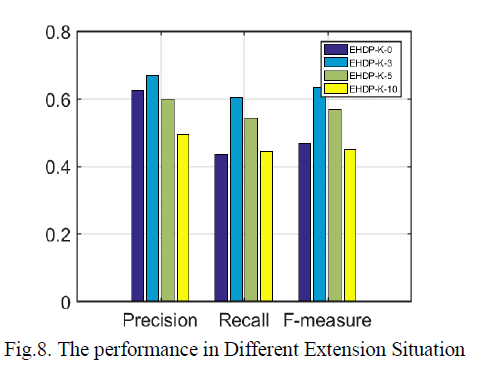 0.8
EHDP-K-0
EHDP-K-3
EHDP-K-5
EHDP-K-10
0.6
0.4
0.2
0
Precision Recall F-measure
Fig.8. The performance in Different Extension Situation